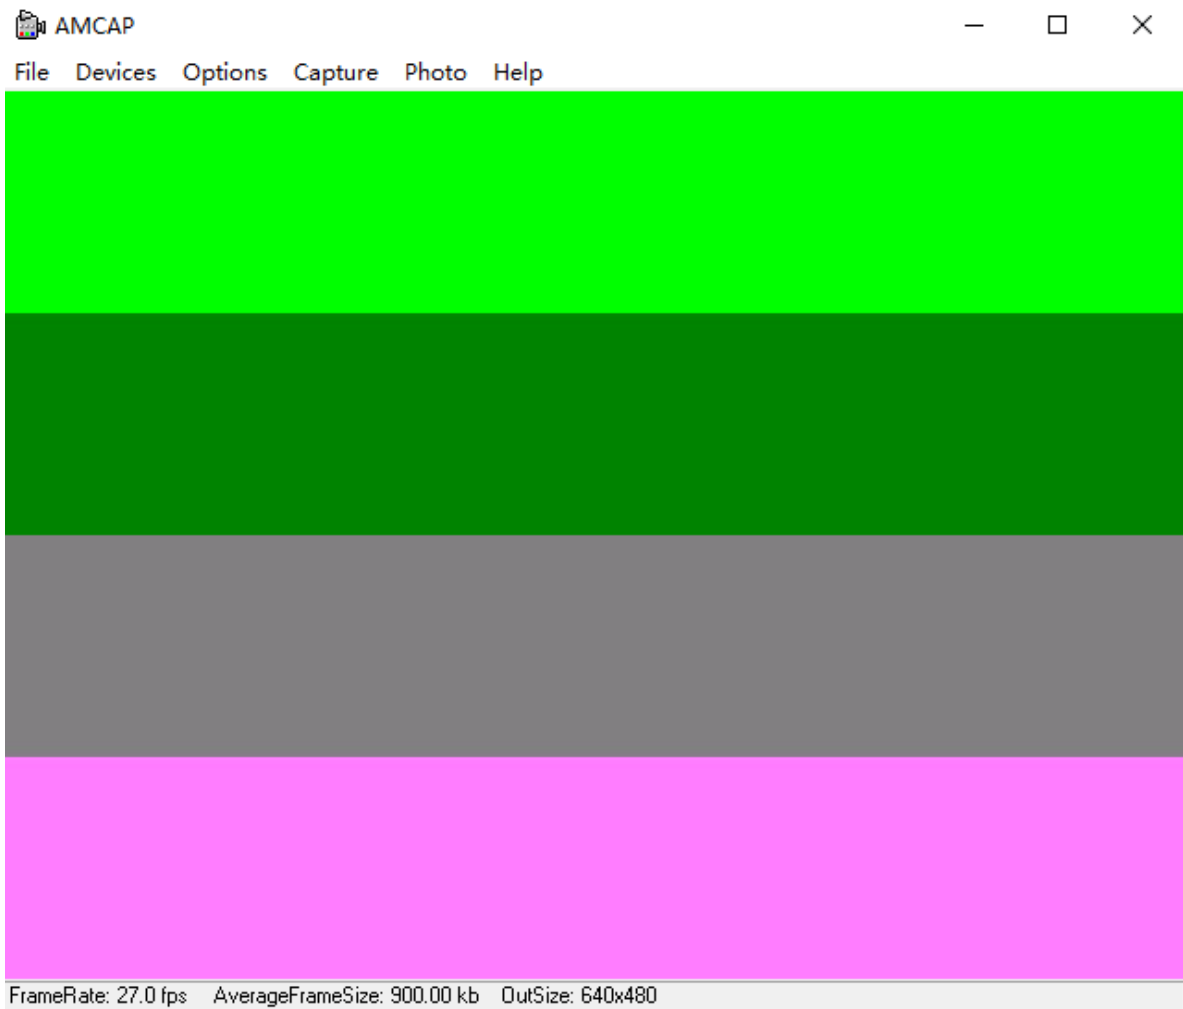 AMCAP
File Devices Options Capture Photo Help
FrameRate: 27.0 fps AverageFrameSize: 900.00 kb OutSize: 640x480